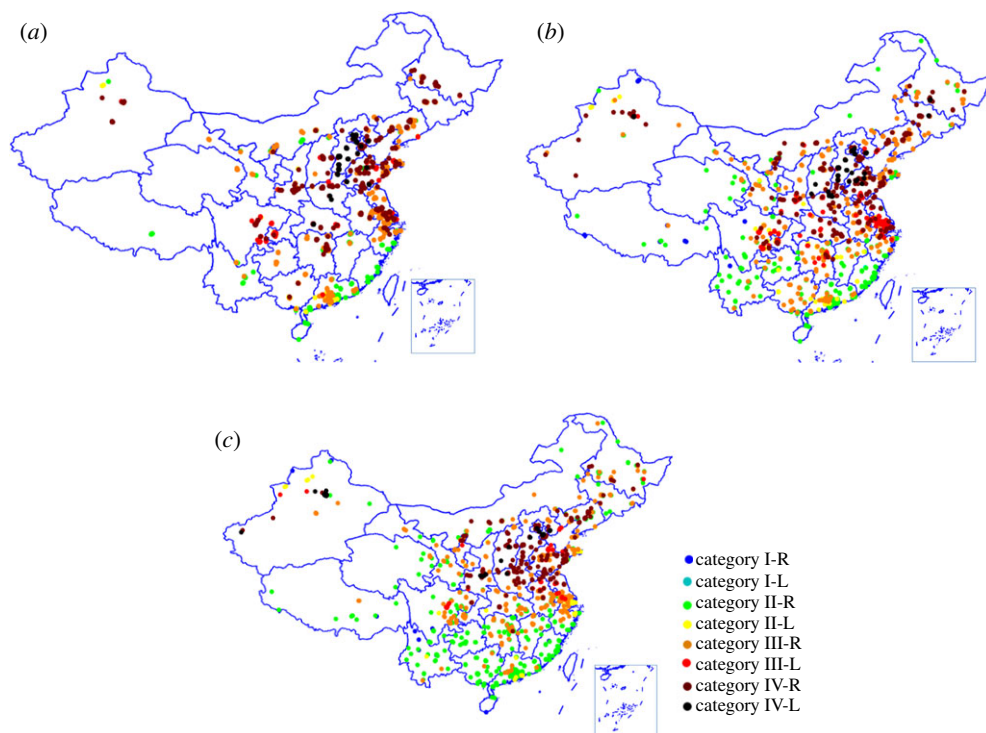 (a)
(b)
(c)
category I-R
category I-L
category II-R
category II-L
category III-R
category III-L
category IV-R
category IV-L